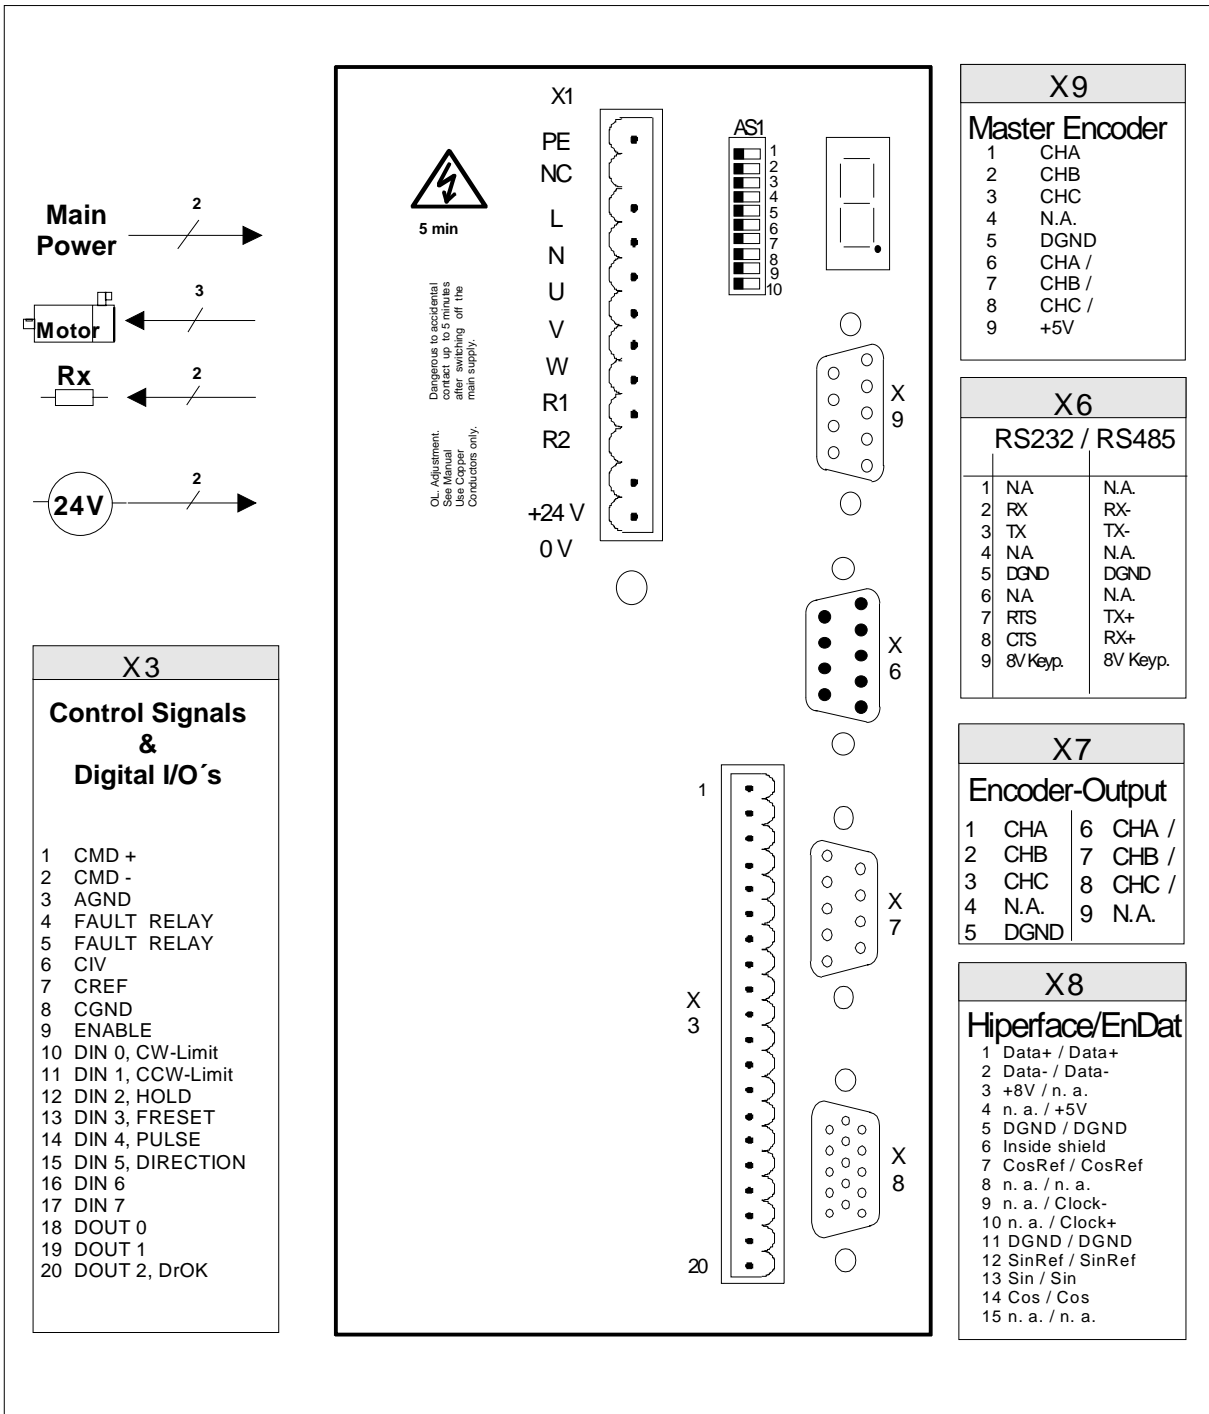 Main
Power
2
Motor
3
Rx
2
24V
2
X3
Control Signals
&
Digital I/O´s
1 CMD +
2 CMD -
3 AGND
4 FAULT RELAY
5 FAULT RELAY
6 CIV
7 CREF
8 CGND
9 ENABLE
10 DIN 0, CW-Limit
11 DIN 1, CCW-Limit
12 DIN 2, HOLD
13 DIN 3, FRESET
14 DIN 4, PULSE
15 DIN 5, DIRECTION
16 DIN 6
17 DIN 7
18 DOUT 0
19 DOUT 1
20 DOUT 2, DrOK
5 min
Dangerous to accidental
contact up to 5 minutes
after switching off the
main supply.
OL. Adjustment.
See Manual
Use Copper
Conductors only.
X1
PE
NC
L
N
U
V
W
R1
R2
+24 V
0 V
AS1
1
2
3
4
5
6
7
8
9
10
X
9
X
6
1
X
3
20
X
7
X
8
X9
Master Encoder
1 CHA
2 CHB
3 CHC
4 N.A.
5 DGND
6 CHA /
7 CHB /
8 CHC /
9 +5V
X6
RS232 / RS485
1 N.A. N.A.
2 RX RX-
3 TX TX-
4 N.A. N.A.
5 DGND DGND
6 N.A. N.A.
7 RTS TX+
8 CTS RX+
9 8V Keyp. 8V Keyp.
X7
Encoder-Output
1 CHA 6 CHA /
2 CHB 7 CHB /
3 CHC 8 CHC /
4 N.A. 9 N.A.
5 DGND
X8
Hiperface/EnDat
1 Data+ / Data+
2 Data- / Data-
3 +8V / n. a.
4 n. a. / +5V
5 DGND / DGND
6 Inside shield
7 CosRef / CosRef
8 n. a. / n. a.
9 n. a. / Clock-
10 n. a. / Clock+
11 DGND / DGND
12 SinRef / SinRef
13 Sin / Sin
14 Cos / Cos
15 n. a. / n. a.